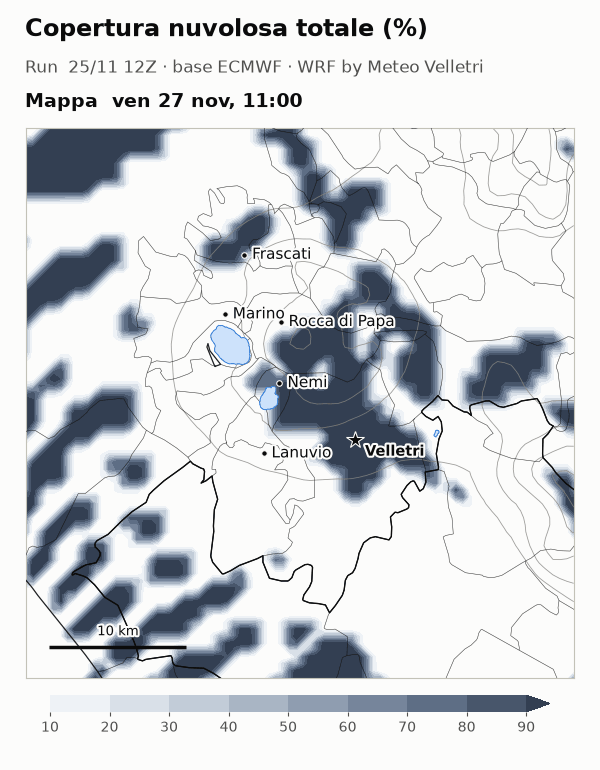 Copertura nuvolosa totale (%)
Run 25/11 12Z · base ECMWF · WRF by Meteo Velletri
Mappa ven 27 nov, 11:00
Frascati
Marino
Rocca di Papa
Nemi
Velletri
Lanuvio
10 km
10 20 30 40 50 60 70 80 90